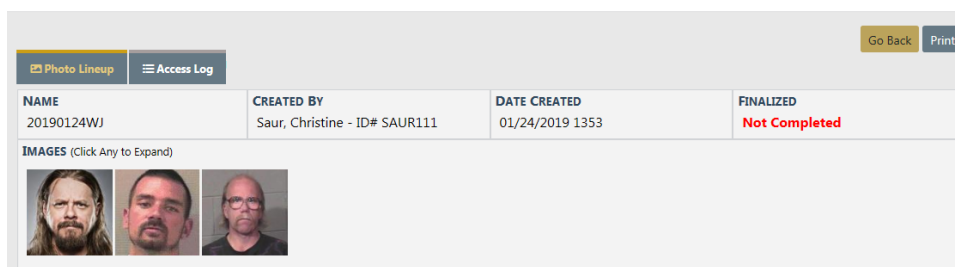 Go Back Print
Photo Lineup Access Log
NAME CREATED BY DATE CREATED FINALIZED
20190124WJ Saur, Christine - ID# SAUR111 01/24/2019 1353 Not Completed
IMAGES (Click Any to Expand)